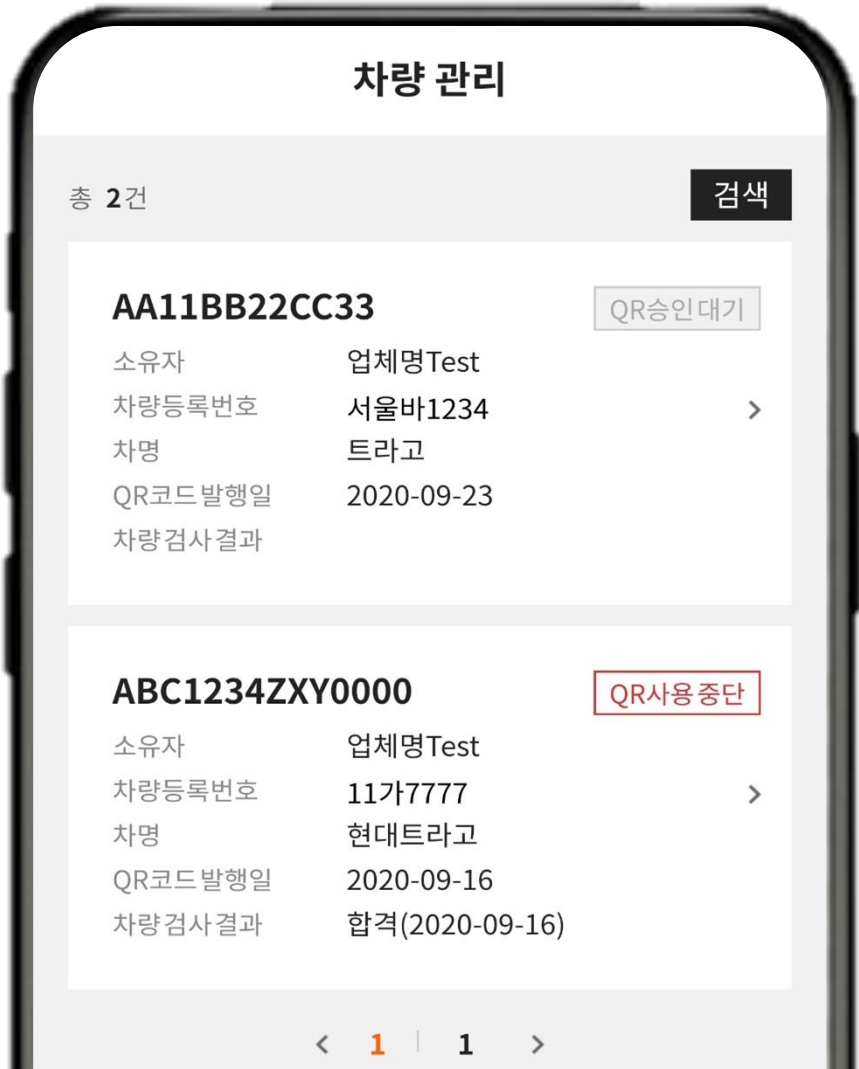 차량 관리
총 2건 검색
AA11BB22CC33 QR승인대기
소유자 업체명Test
차량등록번호 서울바1234
차명 트라고
QR코드 발행일 2020-09-23
차량검사결과
ABC1234ZXY0000 QR사용중단
소유자 업체명Test
차량등록번호 11가7777
차명 현대트라고
QR코드 발행일 2020-09-16
차량검사결과 합격(2020-09-16)
< 1 | 1 >